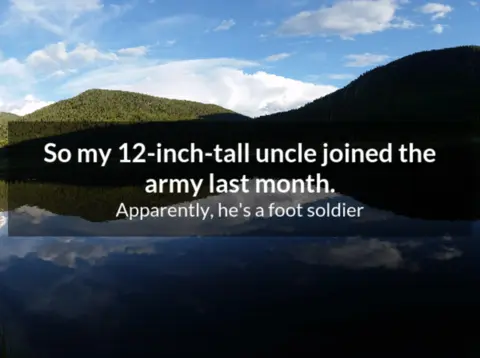 So my 12-inch-tall uncle joined the
army last month.
Apparently, he's a foot soldier